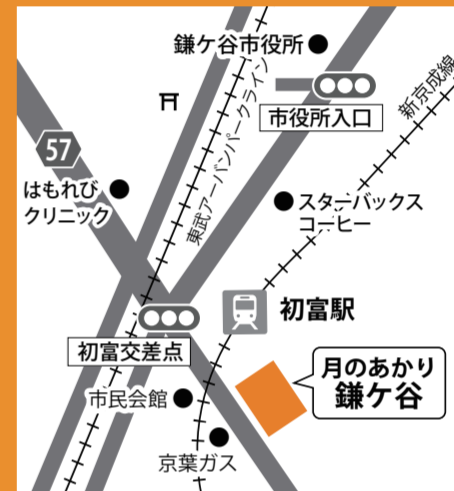 鎌ケ谷市役所
市役所入口
新京成線
東武アーバンパークライン
57
はもれび
クリニック
スターバックス
コーヒー
初富駅
初富交差点
月のあかり
鎌ケ谷
市民会館
京葉ガス